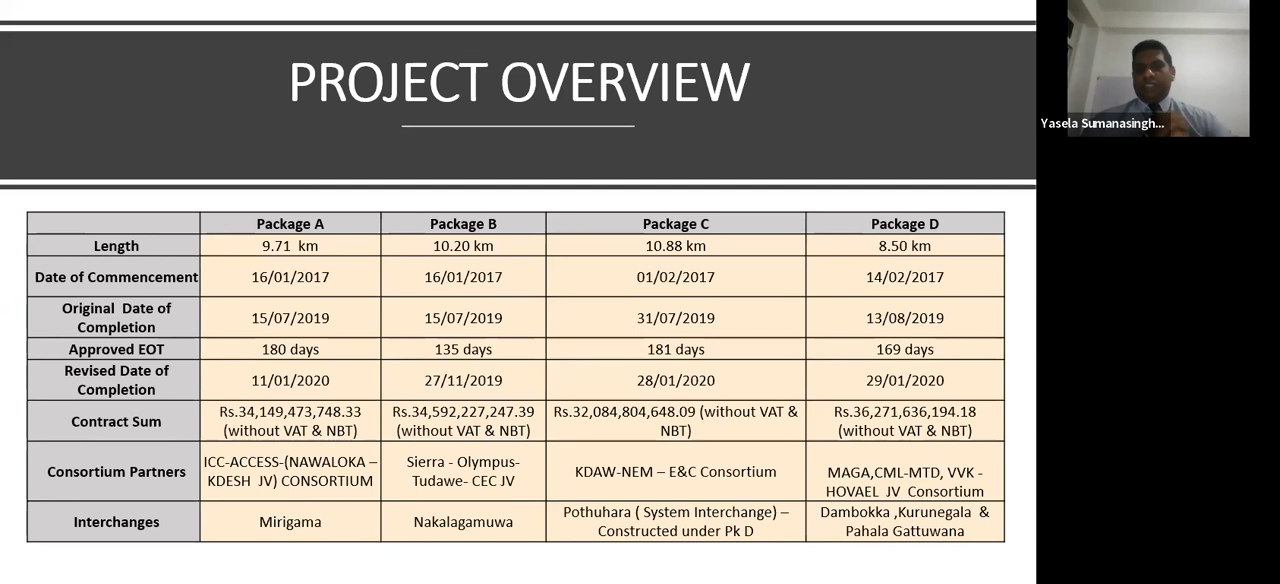 PROJECT OVERVIEW
Yasela Sumanasingh...
Package A Package B Package C Package D
Length 9.71 km 10.20 km 10.88 km 8.50 km
Date of Commencement 16/01/2017 16/01/2017 01/02/2017 14/02/2017
Original Date of Completion 15/07/2019 15/07/2019 31/07/2019 13/08/2019
Approved EOT 180 days 135 days 181 days 169 days
Revised Date of Completion 11/01/2020 27/11/2019 28/01/2020 29/01/2020
Contract Sum Rs.34,149,473,748.33 (without VAT & NBT) Rs.34,592,227,247.39 (without VAT & NBT) Rs.32,084,804,648.09 (without VAT & NBT) Rs.36,271,636,194.18 (without VAT & NBT)
Consortium Partners ICC-ACCESS-(NAWALOKA – KDESH JV) CONSORTIUM Sierra - Olympus- Tudawe- CEC JV KDAW-NEM – E&C Consortium MAGA,CML-MTD, VVK - HOVAEL JV Consortium
Interchanges Mirigama Nakalagamuwa Pothuhara ( System Interchange) – Constructed under Pk D Dambokka ,Kurunegala & Pahala Gattuwana